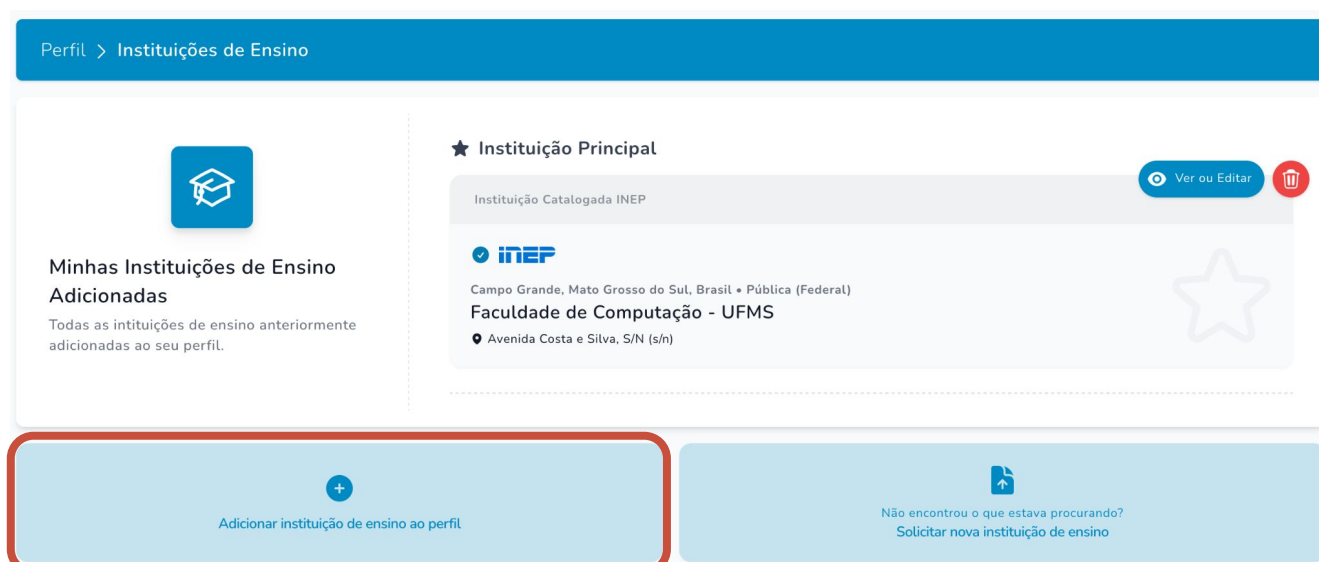 Perfil > Instituições de Ensino
Instituição Principal
Ver ou Editar
Instituição Catalogada INEP
inEP
Minhas Instituições de Ensino
Adicionadas
Todas as intituições de ensino anteriormente
adicionadas ao seu perfil.
Campo Grande, Mato Grosso do Sul, Brasil • Pública (Federal)
Faculdade de Computação - UFMS
Avenida Costa e Silva, S/N (s/n)
Adicionar instituição de ensino ao perfil
Não encontrou o que estava procurando?
Solicitar nova instituição de ensino